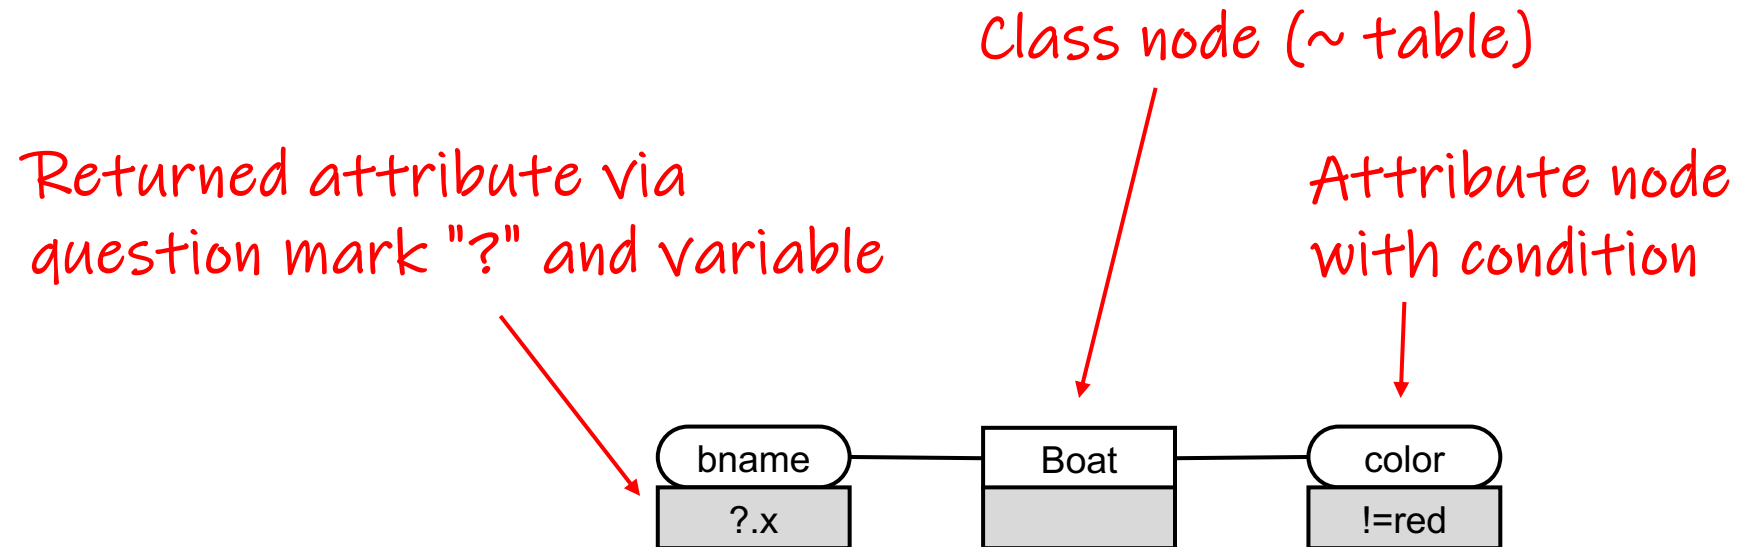 Class node (~ table)
Returned attribute via
question mark "?" and variable
Attribute node
with condition
bname
Boat
color
?.x
!=red